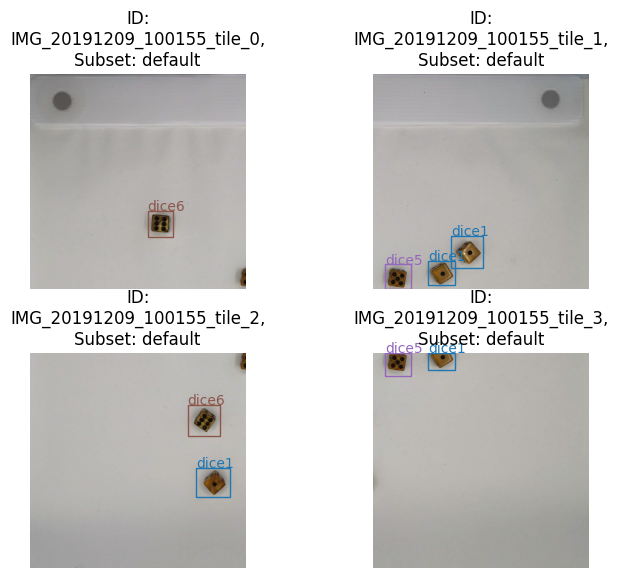 ID:
IMG_20191209_100155_tile_0,
Subset: default
ID:
IMG_20191209_100155_tile_1,
Subset: default
dice6
dice1
dice
dice5
ID:
IMG_20191209_100155_tile_2,
Subset: default
ID:
IMG_20191209_100155_tile_3,
Subset: default
dice6
dice1
dice5
dice1